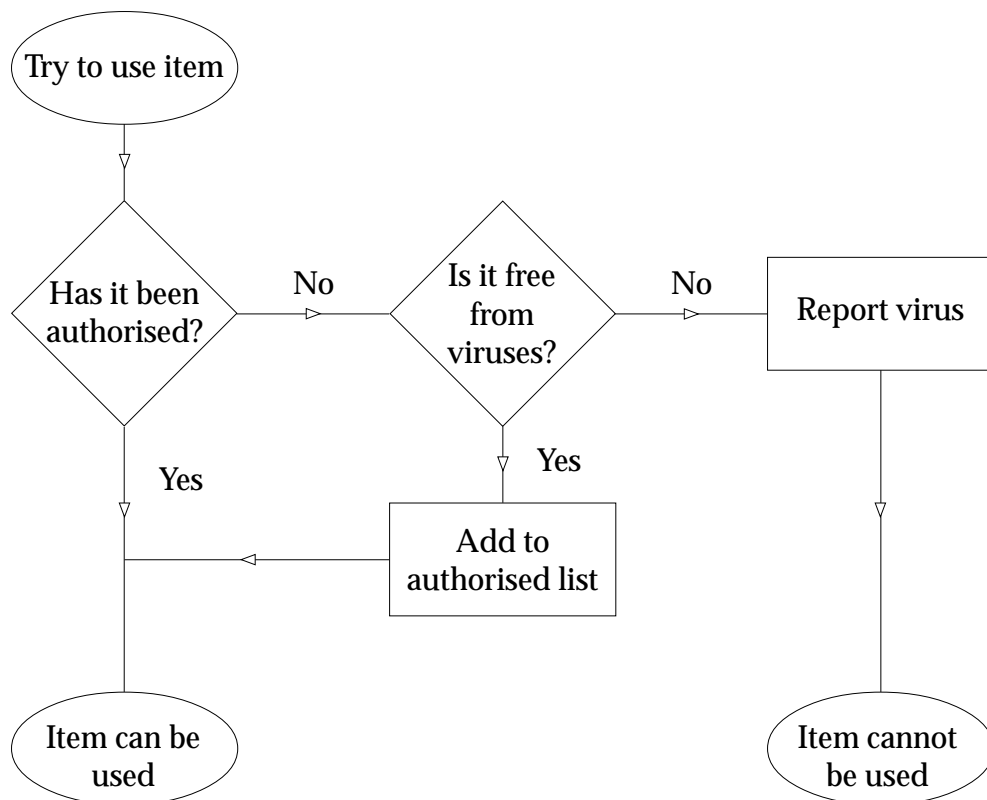 Try to use item
Has it been
authorised?
No
Is it free
from
viruses?
No
Report virus
Yes
Yes
Add to
authorised list
Item can be
used
Item cannot
be used